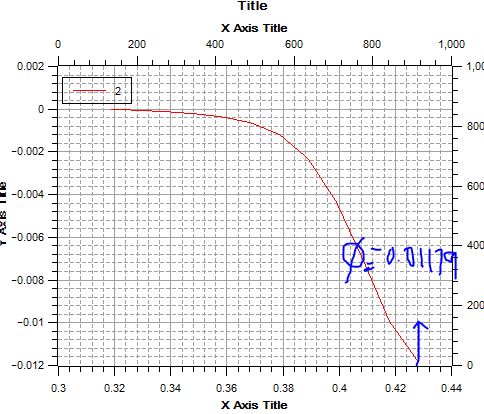 Title
X Axis Title
0 200 400 600 800 1,000
0.002 1,00
2
0
800
−0.002
−0.004 600
Y Axis Title
−0.006 400
φ=0.01179
−0.008
200
−0.01
−0.012 0
0.3 0.32 0.34 0.36 0.38 0.4 0.42 0.44
X Axis Title